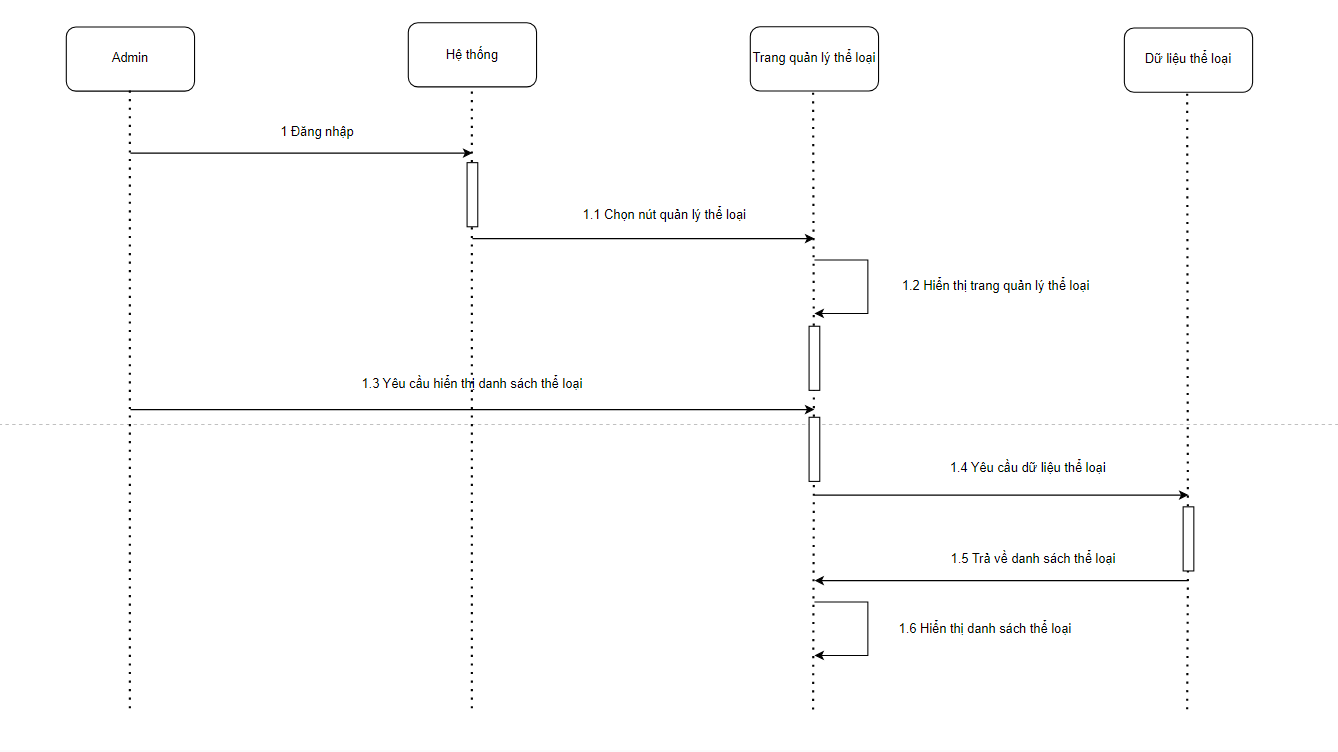 Admin
Hệ thống
Trang quản lý thể loại
Dữ liệu thể loại
1 Đăng nhập
1.1 Chọn nút quản lý thể loại
1.2 Hiển thị trang quản lý thể loại
1.3 Yêu cầu hiển thị danh sách thể loại
1.4 Yêu cầu dữ liệu thể loại
1.5 Trả về danh sách thể loại
1.6 Hiển thị danh sách thể loại